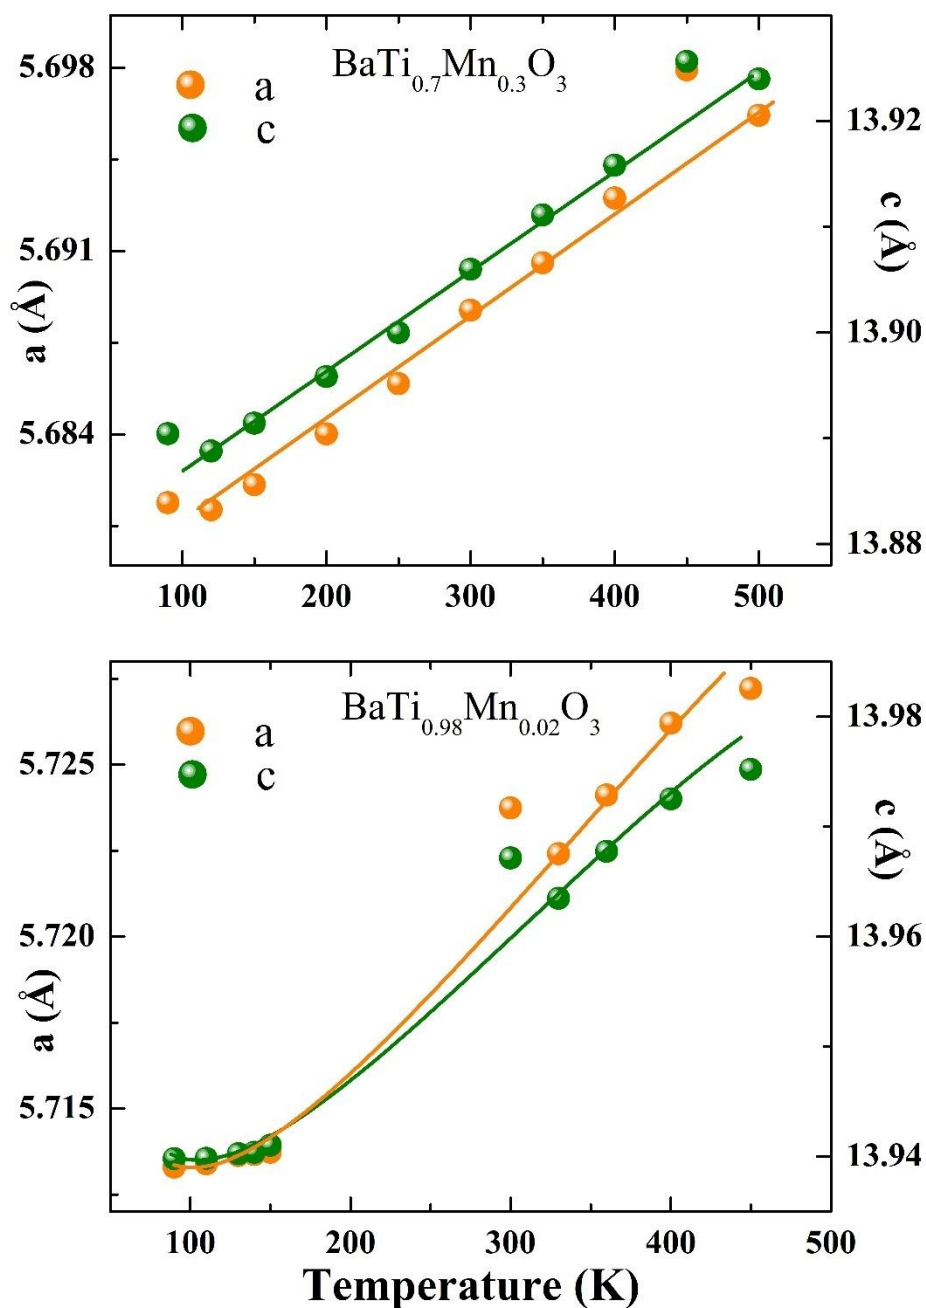 BaTi0.7Mn0.3O3
a
c
5.698
5.691
5.684
a (Å)
13.92
13.90
13.88
c (Å)
100 200 300 400 500
BaTi0.98Mn0.02O3
a
c
5.725
5.720
5.715
a (Å)
13.98
13.96
13.94
c (Å)
100 200 300 400 500
Temperature (K)